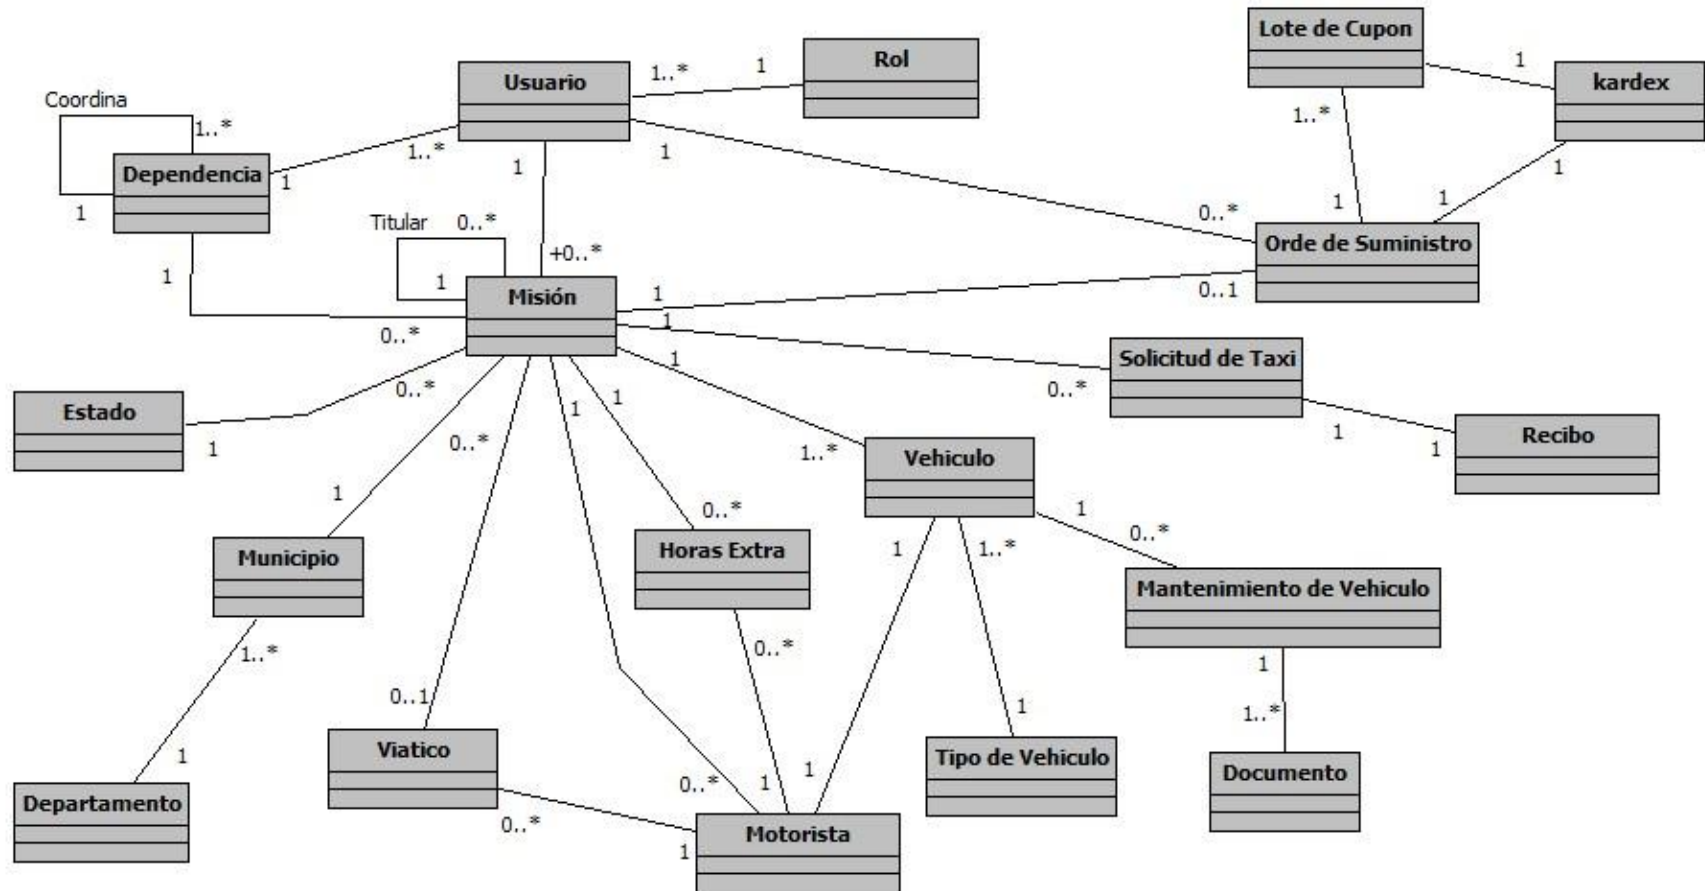 Lote de Cupon
Rol
1..*
1
1
Usuario
kardex
Coordina
1..*
1..*
1..*
1
Dependencia
1
1
1
1
1
1
0..*
Titular
0..*
Orde de Suministro
+0..*
1
1
Misión
1
0..1
1
0..*
Solicitud de Taxi
1
0..*
0..*
Estado
1
1
1
Recibo
1
0..*
1..*
1
Vehiculo
1
0..*
1
0..*
Municipio
Horas Extra
1
1..*
Mantenimiento de Vehiculo
1..*
0..*
1
0..1
1
1..*
1
Viatico
Tipo de Vehiculo
Documento
0..*
1
1
Departamento
0..*
Motorista
1